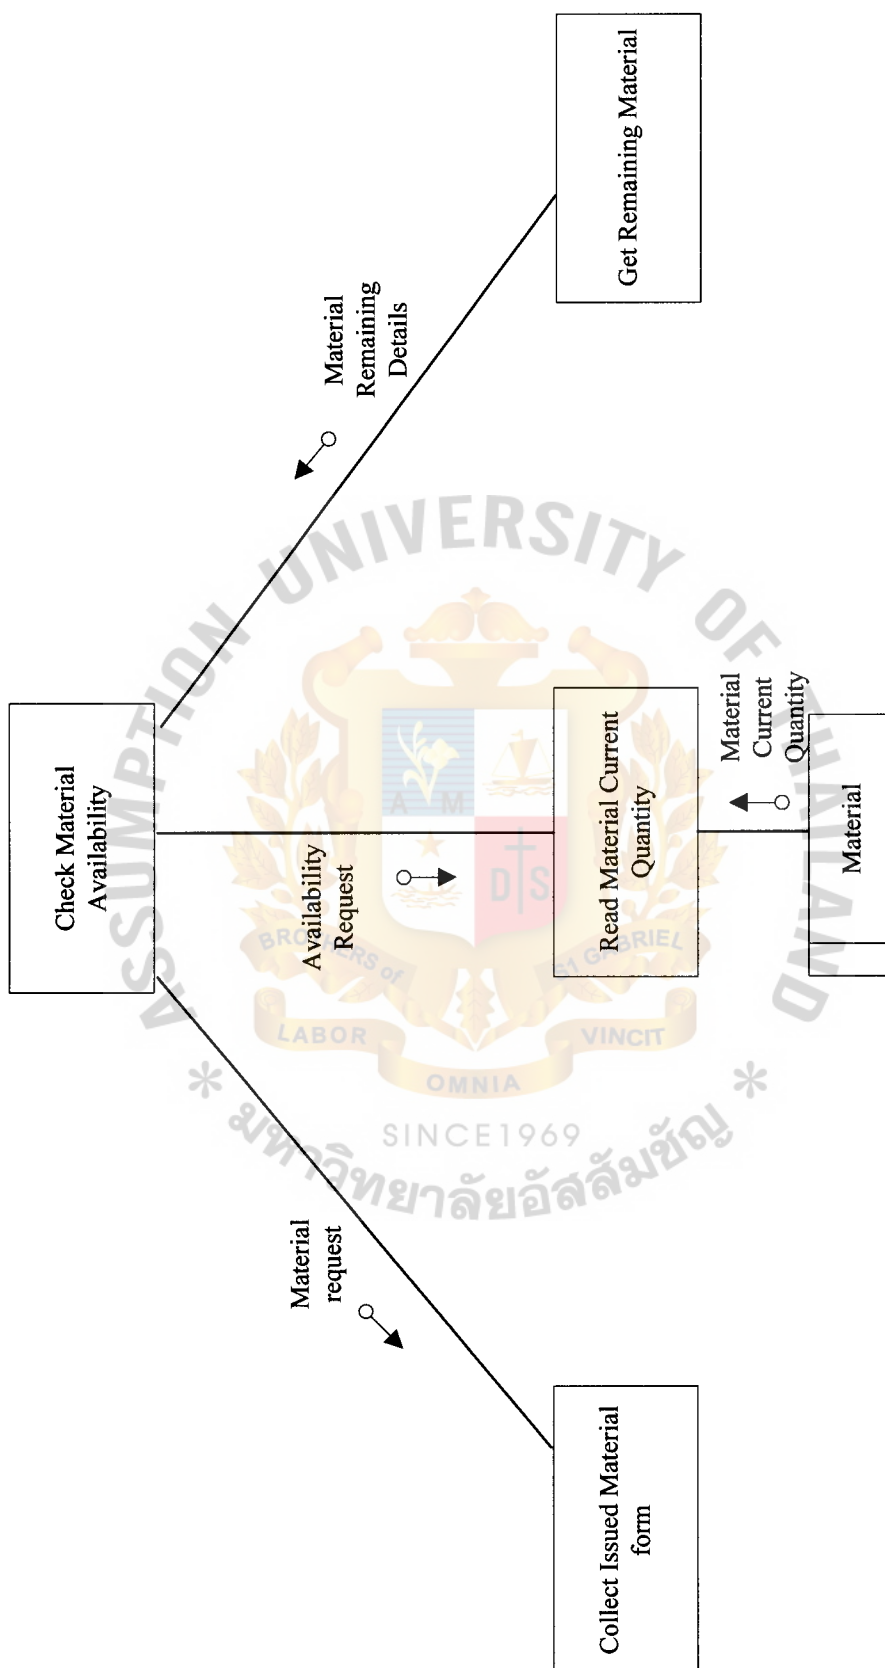 Check Material
Availability
Material
request
Availability
Request
Material
Remaining
Details
Collect Issued Material
form
Read Material Current
Quantity
Get Remaining Material
Material
Current
Quantity
Material
ASSUMPTION UNIVERSITY OF THAILAND
A M
D S
BROTHERS of
ST GABRIEL
LABOR
OMNIA
VINCIT
SINCE1969
* มหาวิทยาลัยอัสสัมชัญ *